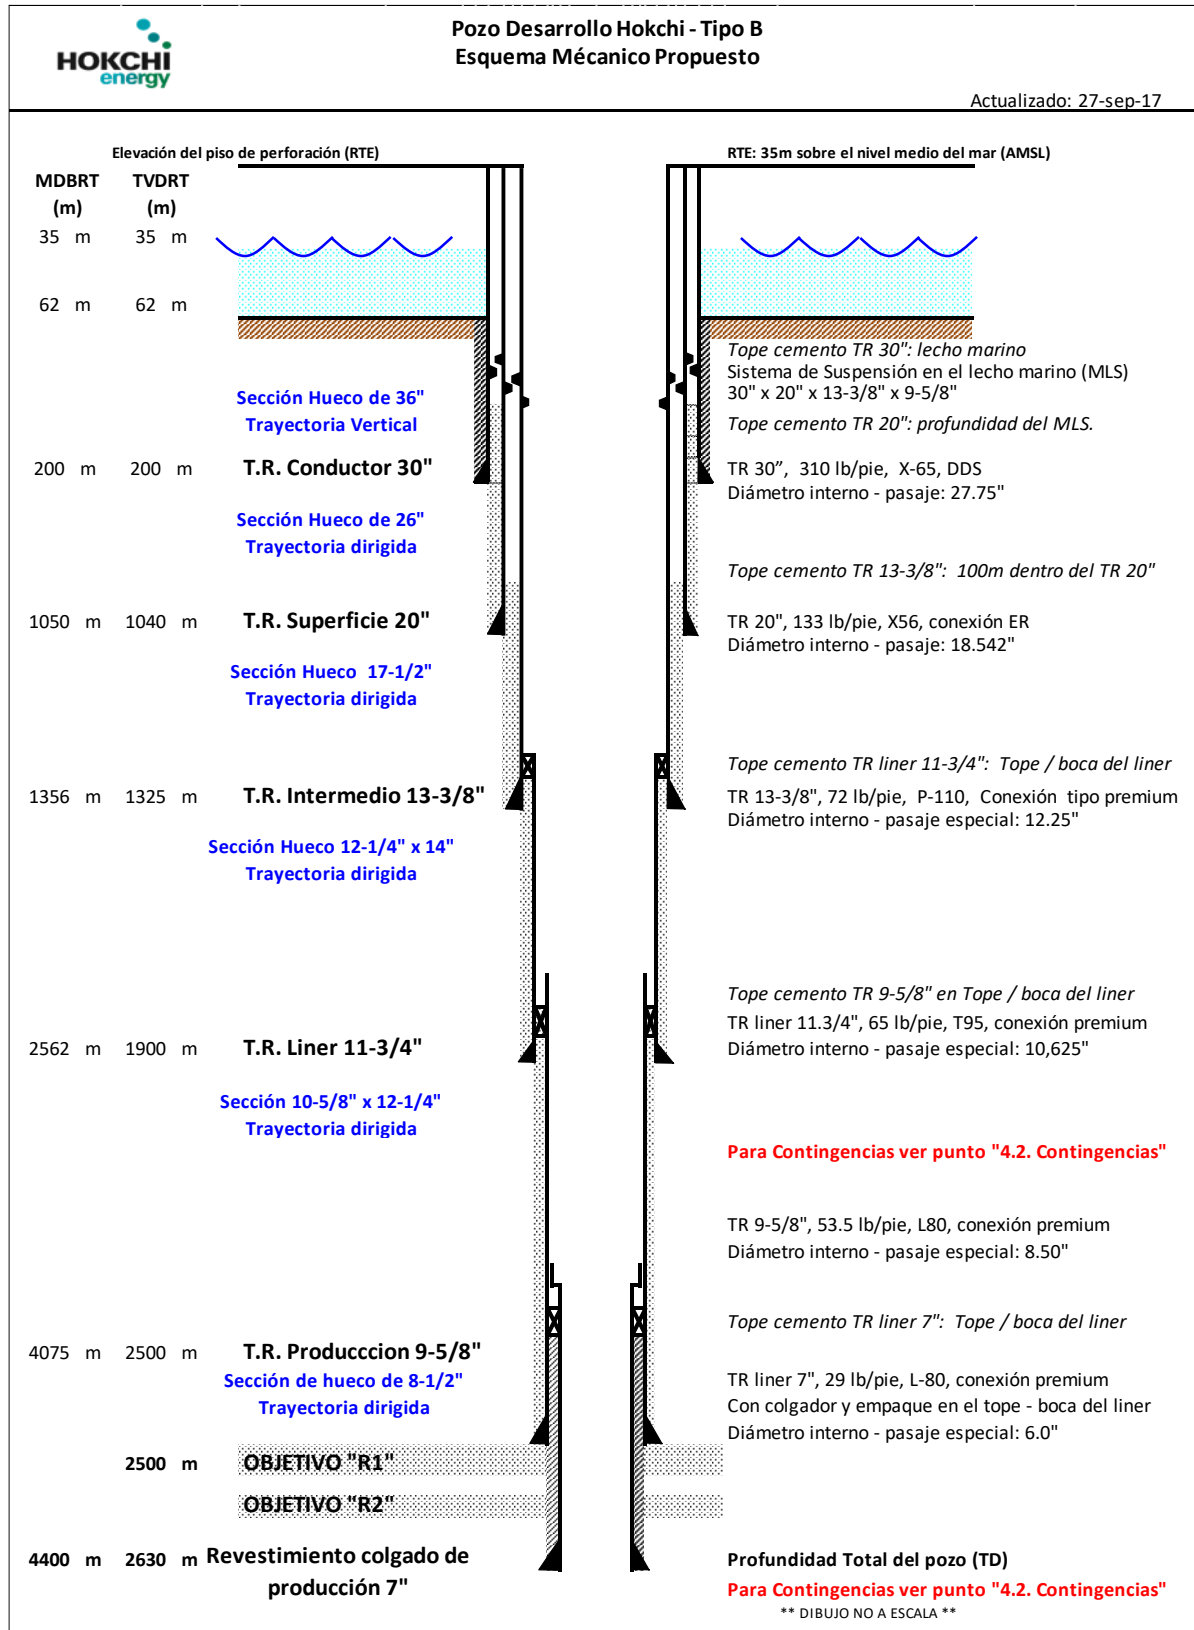 HOKCHI
energy
Pozo Desarrollo Hokchi - Tipo B
Esquema Mécanico Propuesto
Actualizado: 27-sep-17
Elevación del piso de perforación (RTE)
RTE: 35m sobre el nivel medio del mar (AMSL)
MDBRT TVDRT
(m) (m)
35 m 35 m
62 m 62 m
Tope cemento TR 30": lecho marino
Sistema de Suspensión en el lecho marino (MLS)
30" x 20" x 13-3/8" x 9-5/8"
Sección Hueco de 36"
Trayectoria Vertical
Tope cemento TR 20": profundidad del MLS.
200 m 200 m T.R. Conductor 30"
TR 30”, 310 lb/pie, X-65, DDS
Diámetro interno - pasaje: 27.75"
Sección Hueco de 26"
Trayectoria dirigida
Tope cemento TR 13-3/8": 100m dentro del TR 20"
1050 m 1040 m T.R. Superficie 20"
TR 20", 133 lb/pie, X56, conexión ER
Diámetro interno - pasaje: 18.542"
Sección Hueco 17-1/2"
Trayectoria dirigida
Tope cemento TR liner 11-3/4": Tope / boca del liner
1356 m 1325 m T.R. Intermedio 13-3/8"
TR 13-3/8", 72 lb/pie, P-110, Conexión tipo premium
Diámetro interno - pasaje especial: 12.25"
Sección Hueco 12-1/4" x 14"
Trayectoria dirigida
Tope cemento TR 9-5/8" en Tope / boca del liner
TR liner 11.3/4", 65 lb/pie, T95, conexión premium
2562 m 1900 m T.R. Liner 11-3/4"
Diámetro interno - pasaje especial: 10,625"
Sección 10-5/8" x 12-1/4"
Trayectoria dirigida
Para Contingencias ver punto "4.2. Contingencias"
TR 9-5/8", 53.5 lb/pie, L80, conexión premium
Diámetro interno - pasaje especial: 8.50"
Tope cemento TR liner 7": Tope / boca del liner
4075 m 2500 m T.R. Producccion 9-5/8"
Sección de hueco de 8-1/2"
Trayectoria dirigida
TR liner 7", 29 lb/pie, L-80, conexión premium
Con colgador y empaque en el tope - boca del liner
Diámetro interno - pasaje especial: 6.0"
2500 m OBJETIVO "R1"
OBJETIVO "R2"
4400 m 2630 m Revestimiento colgado de
producción 7"
Profundidad Total del pozo (TD)
Para Contingencias ver punto "4.2. Contingencias"
** DIBUJO NO A ESCALA **